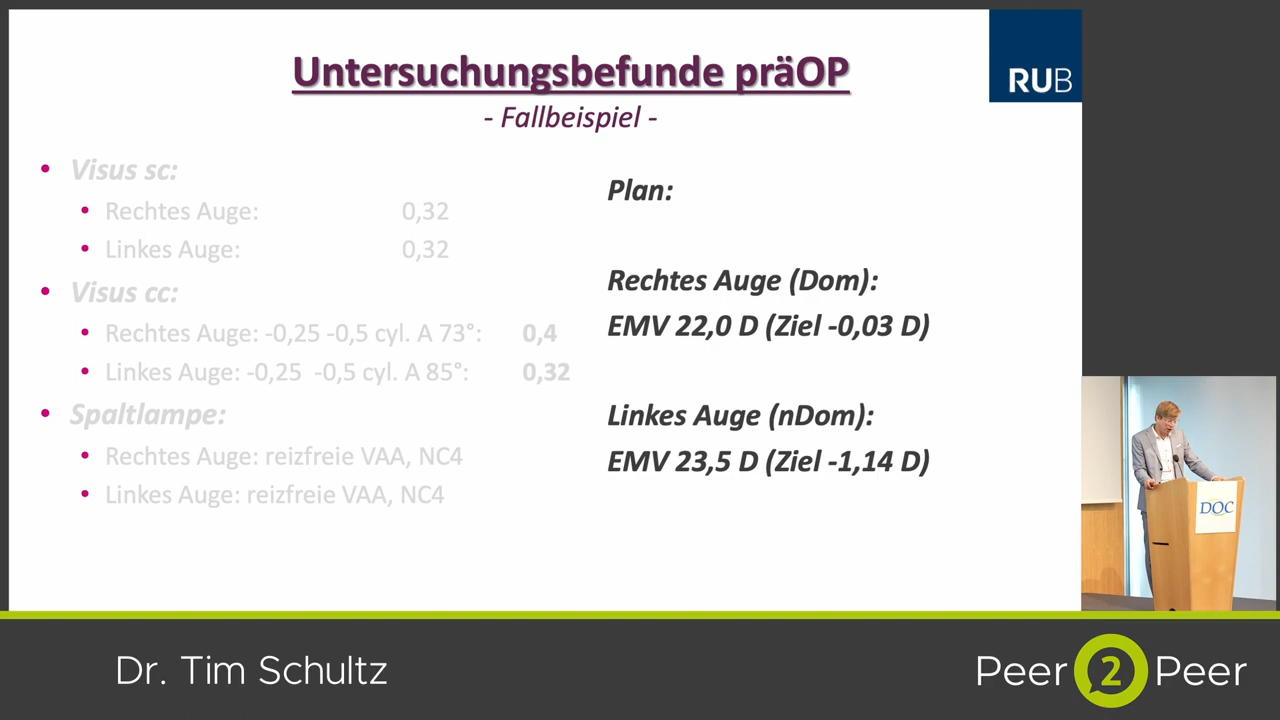 Untersuchungsbefunde präOP
- Fallbeispiel -
RUB
• Visus sc:
• Rechtes Auge: 0,32
• Linkes Auge: 0,32
• Visus cc:
• Rechtes Auge: -0,25 -0,5 cyl. A 73°: 0,4
• Linkes Auge: -0,25 -0,5 cyl. A 85°: 0,32
• Spaltlampe:
• Rechtes Auge: reizfreie VAA, NC4
• Linkes Auge: reizfreie VAA, NC4
Plan:
Rechtes Auge (Dom):
EMV 22,0 D (Ziel -0,03 D)
Linkes Auge (nDom):
EMV 23,5 D (Ziel -1,14 D)
DOC
Dr. Tim Schultz
Peer 2 Peer